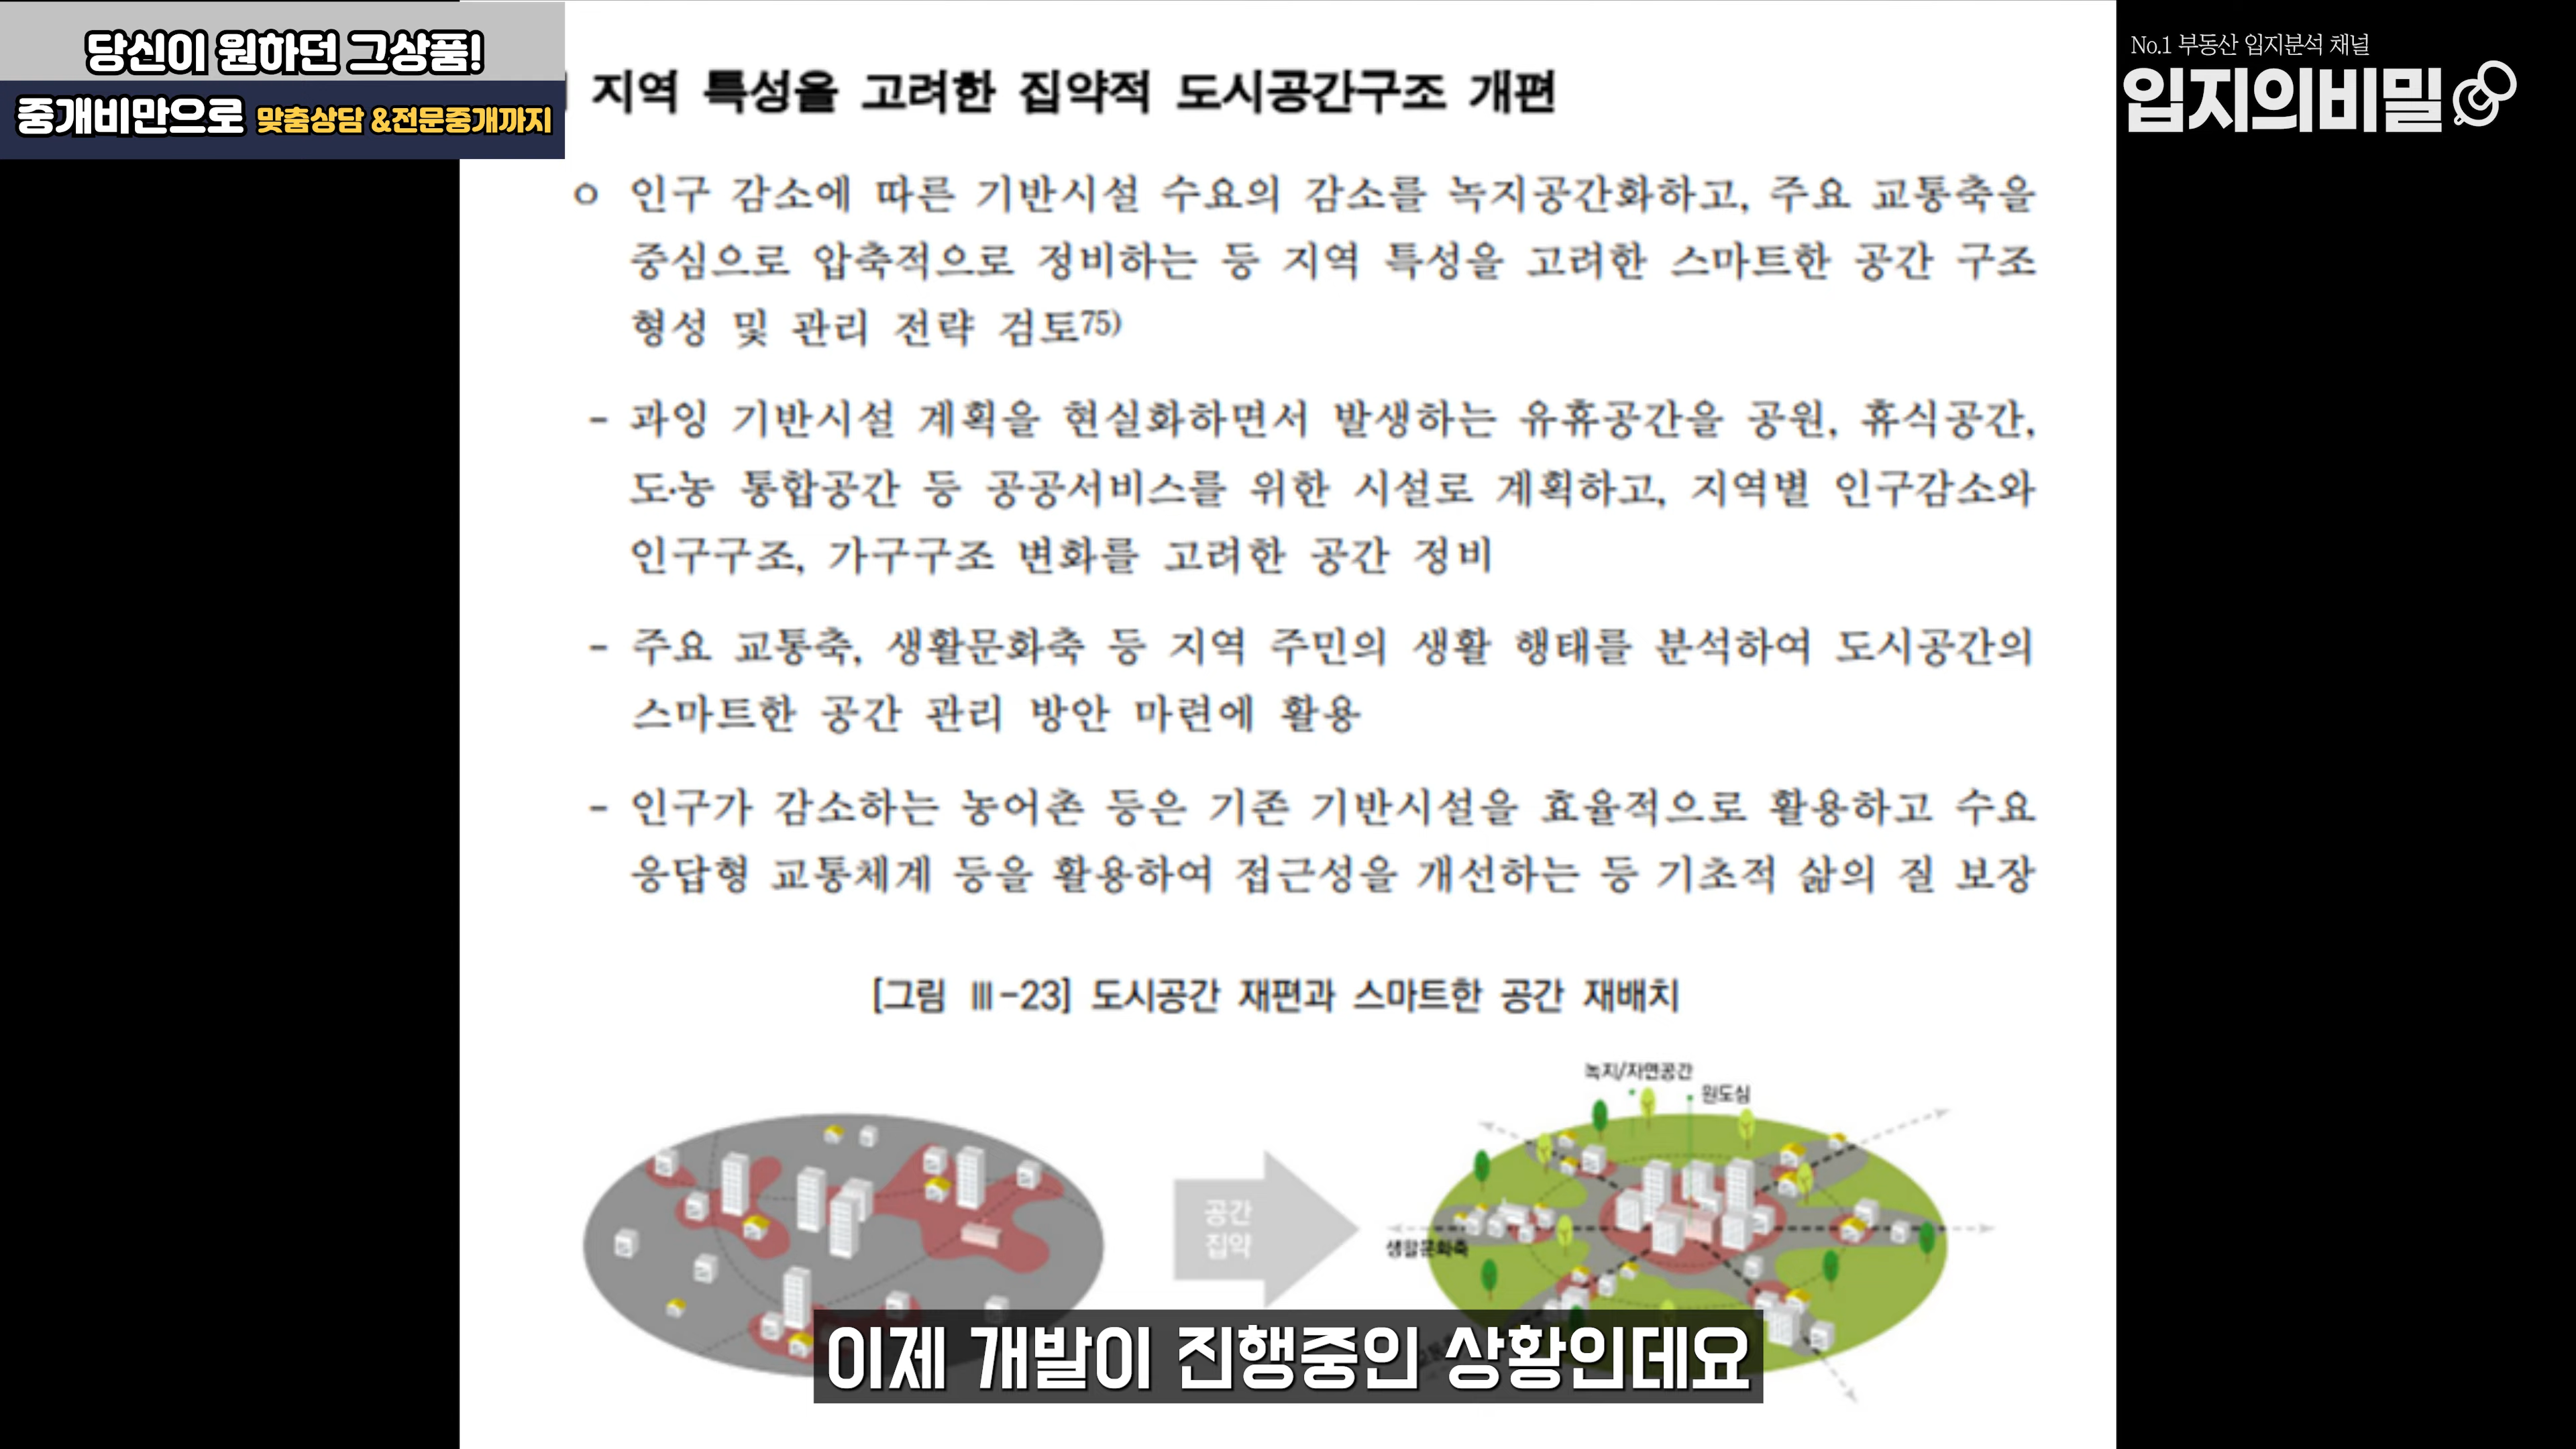 당신이 원하던 그상품!
중개비만으로 맞춤상담 &전문중개까지
No.1 부동산 입지분석 채널
입지의비밀
지역 특성을 고려한 집약적 도시공간구조 개편
ㅇ 인구 감소에 따른 기반시설 수요의 감소를 녹지공간화하고, 주요 교통축을
중심으로 압축적으로 정비하는 등 지역 특성을 고려한 스마트한 공간 구조
형성 및 관리 전략 검토75)
- 과잉 기반시설 계획을 현실화하면서 발생하는 유휴공간을 공원, 휴식공간,
도·농 통합공간 등 공공서비스를 위한 시설로 계획하고, 지역별 인구감소와
인구구조, 가구구조 변화를 고려한 공간 정비
- 주요 교통축, 생활문화축 등 지역 주민의 생활 행태를 분석하여 도시공간의
스마트한 공간 관리 방안 마련에 활용
- 인구가 감소하는 농어촌 등은 기존 기반시설을 효율적으로 활용하고 수요
응답형 교통체계 등을 활용하여 접근성을 개선하는 등 기초적 삶의 질 보장
[그림 Ⅲ-23] 도시공간 재편과 스마트한 공간 재배치
녹지/자연공간
원도심
공간
집약
생활문화축
이제 개발이 진행중인 상황인데요